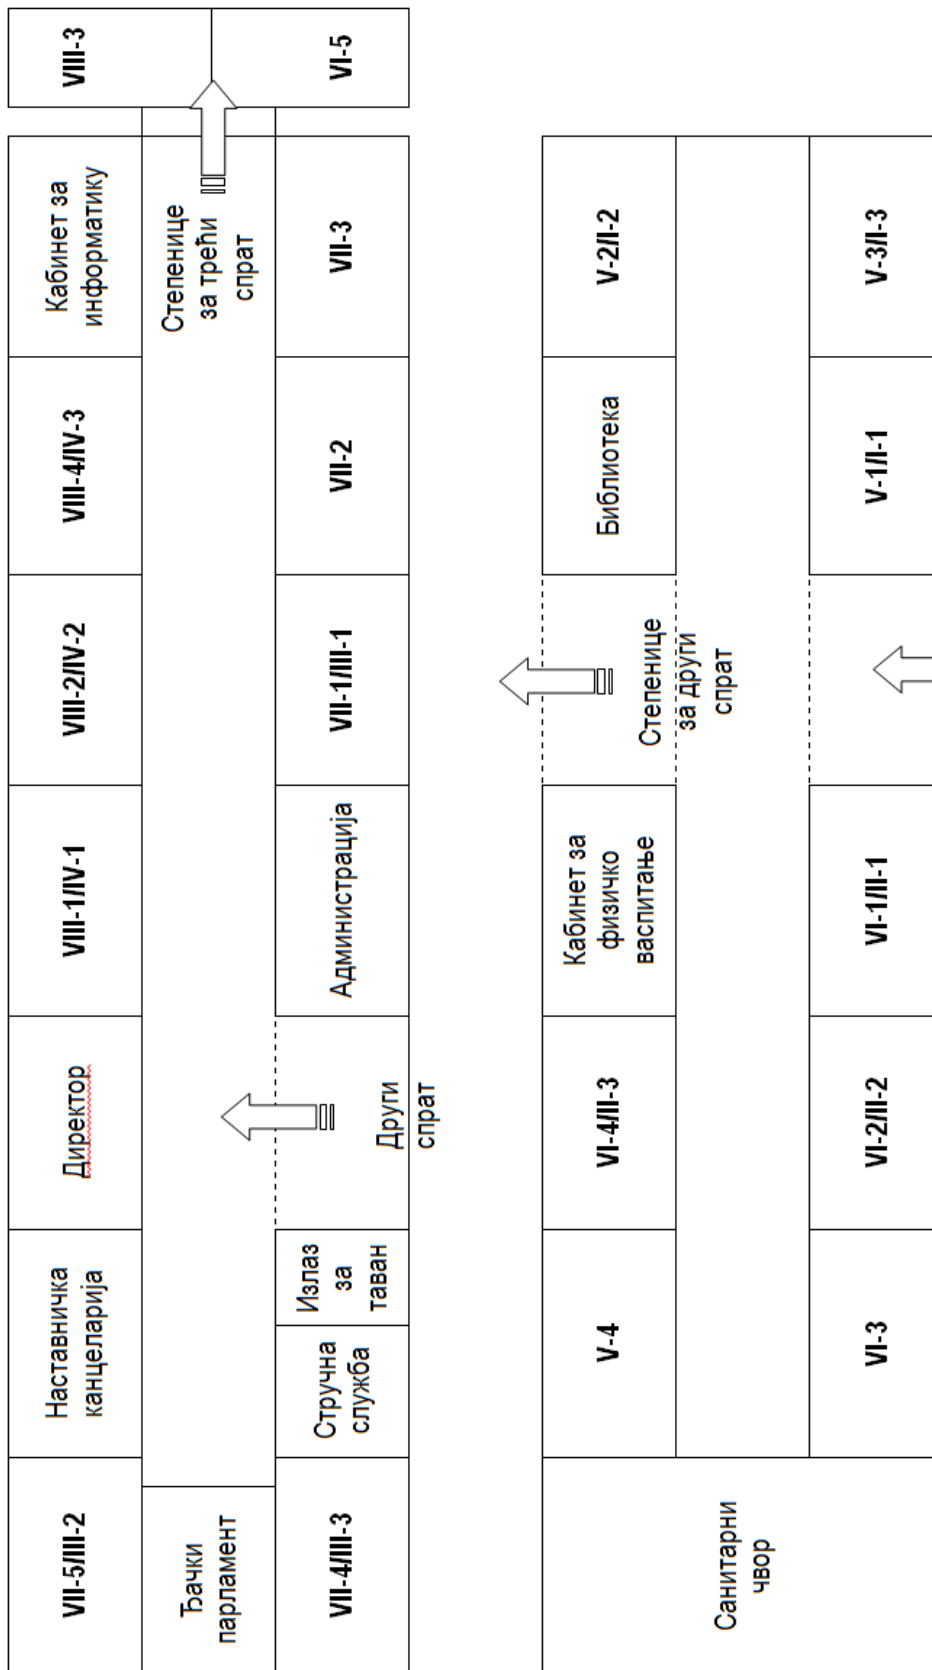 VII-5/III-2
Наставничка
канцеларија
Директор
VIII-1/IV-1
VIII-2/IV-2
VIII-4/IV-3
Кабинет за
информатику
VIII-3
Ђачки
парламент
Степенице
за трећи
спрат
VII-4/III-3
Стручна
служба
Излаз
за
таван
Други
спрат
Администрација
VII-1/III-1
VII-2
VII-3
VI-5
V-4
VI-4/II-3
Кабинет за
физичко
васпитање
Степенице
за други
спрат
Библиотека
V-2/I-2
Санитарни
чвор
VI-3
VI-2/II-2
VI-1/II-1
V-1/I-1
V-3/I-3